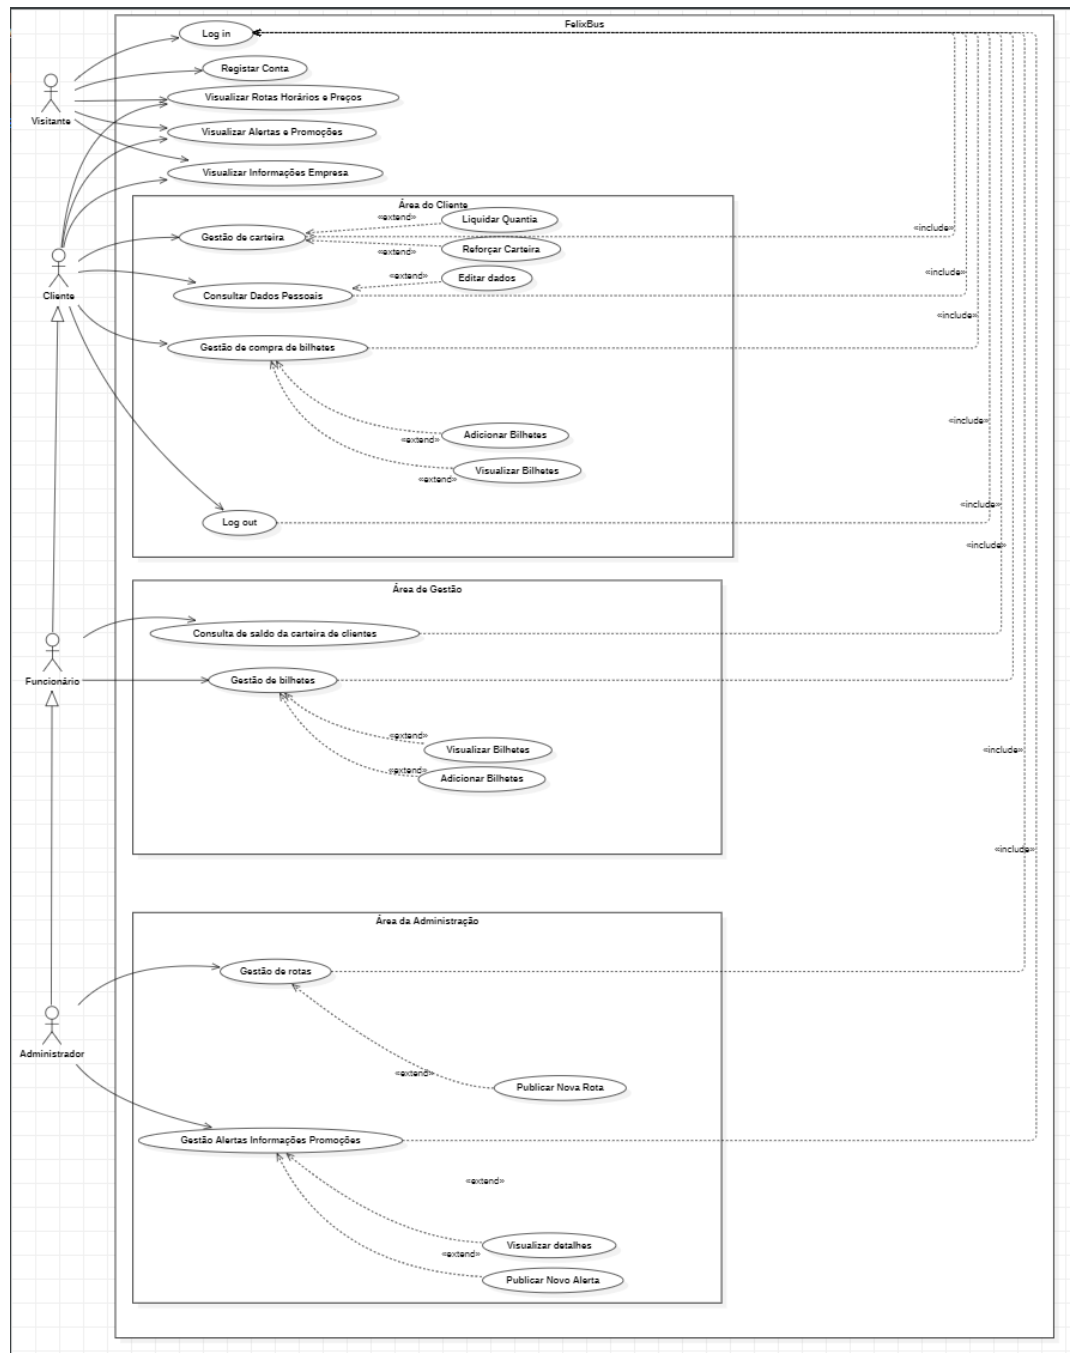 FelixBus
Log in
Registar Conta
Visualizar Rotas Horários e Preços
Visitante
Visualizar Alertas e Promoções
Visualizar Informações Empresa
Área do Cliente
«extend»
Liquidar Quantia
«include»
Gestão de carteira
«extend»
Reforçar Carteira
«include»
«extend»
Editar dados
Cliente
Consultar Dados Pessoais
«include»
Gestão de compra de bilhetes
«include»
«extend»
Adicionar Bilhetes
«extend»
Visualizar Bilhetes
«include»
Log out
«include»
Área de Gestão
Consulta de saldo da carteira de clientes
Funcionário
Gestão de bilhetes
«extend»
Visualizar Bilhetes
«include»
«extend»
Adicionar Bilhetes
«include»
Área da Administração
Gestão de rotas
Administrador
«extend»
Publicar Nova Rota
Gestão Alertas Informações Promoções
«extend»
Visualizar detalhes
«extend»
Publicar Novo Alerta